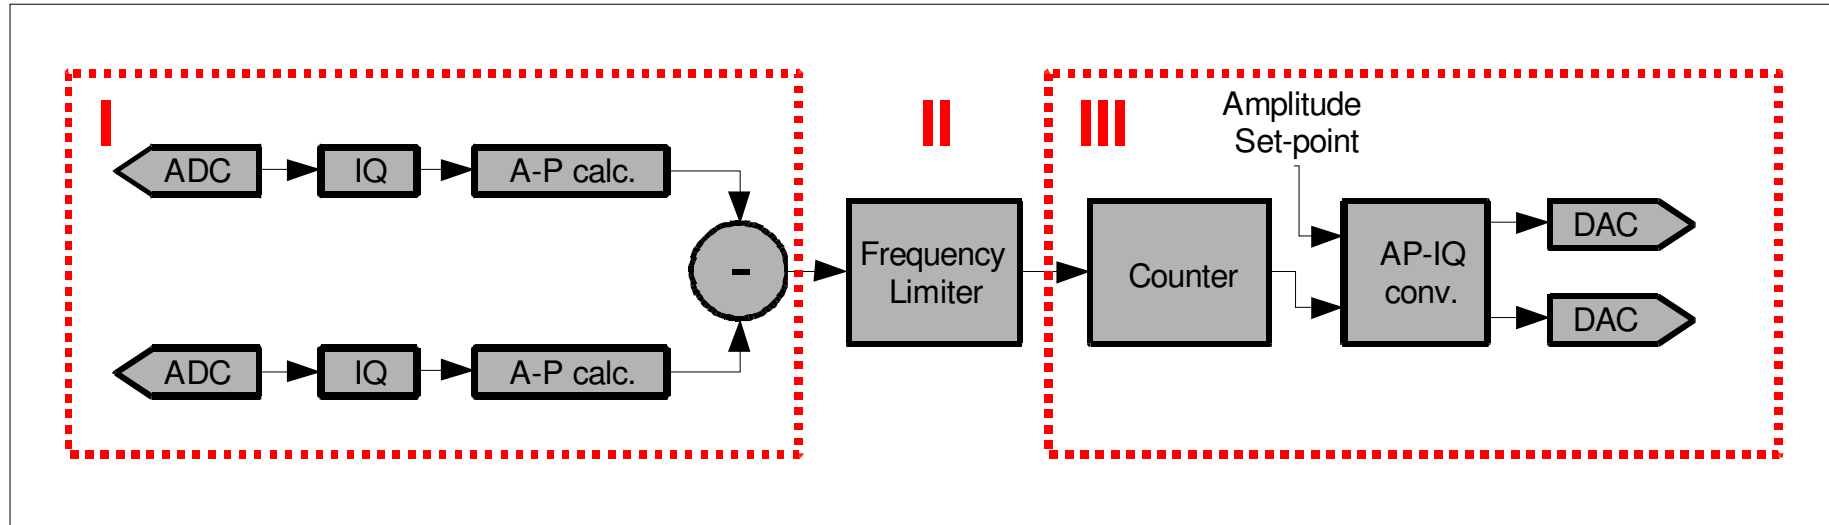 I
II
III
Amplitude
Set-point
ADC
IQ
A-P calc.
-
Frequency
Limiter
Counter
AP-IQ
conv.
DAC
DAC
ADC
IQ
A-P calc.